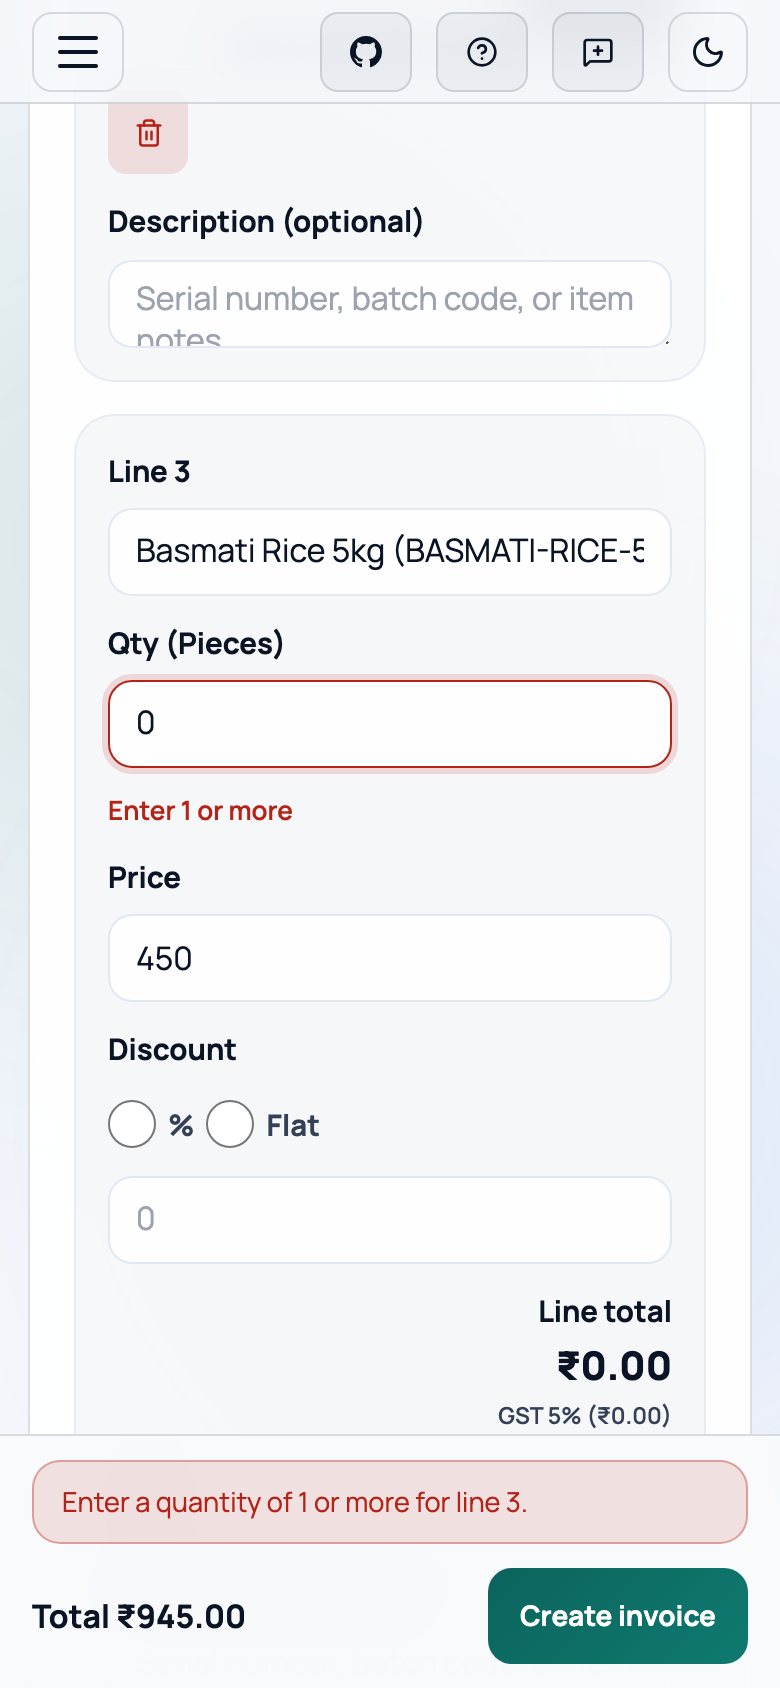 Description (optional)
Serial number, batch code, or item
notes
Line 3
Basmati Rice 5kg (BASMATI-RICE-5
Qty (Pieces)
0
Enter 1 or more
Price
450
Discount
% Flat
0
Line total
₹0.00
GST 5% (₹0.00)
Enter a quantity of 1 or more for line 3.
Total ₹945.00
Create invoice